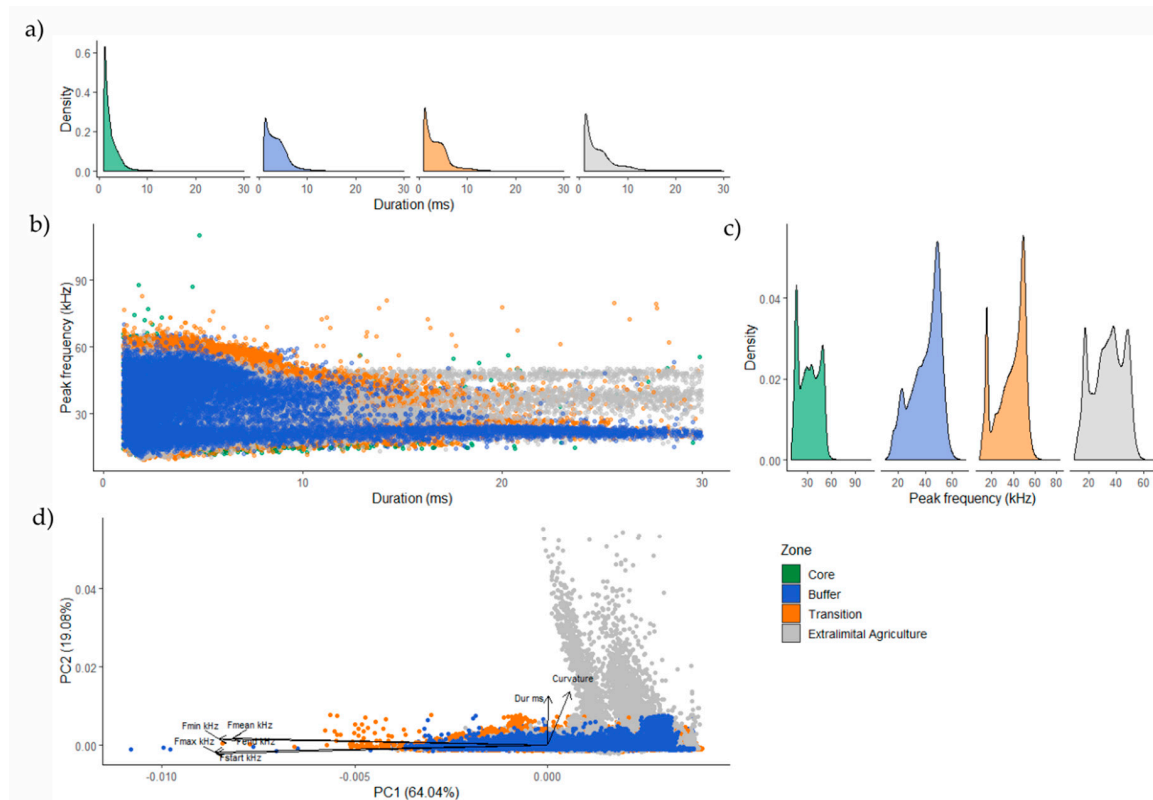 a)
0.6
0.4
0.2
0.0
Density
0 10 20 30 0 10 20 30 0 10 20 30 0 10 20 30
Duration (ms)
b)
90
60
30
Peak frequency (kHz)
0 10 20 30
Duration (ms)
c)
0.04
0.02
0.00
Density
30 60 90 20 40 60 20 40 60 80 20 40 60
Peak frequency (kHz)
d)
0.04
0.02
0.00
PC2 (19.08%)
Curvature
Dur ms
Fmin kHz Fmean kHz
Fmax kHz Fend kHz
Fstart kHz
-0.010 -0.005 0.000
PC1 (64.04%)
Zone
Core
Buffer
Transition
Extralimital Agriculture